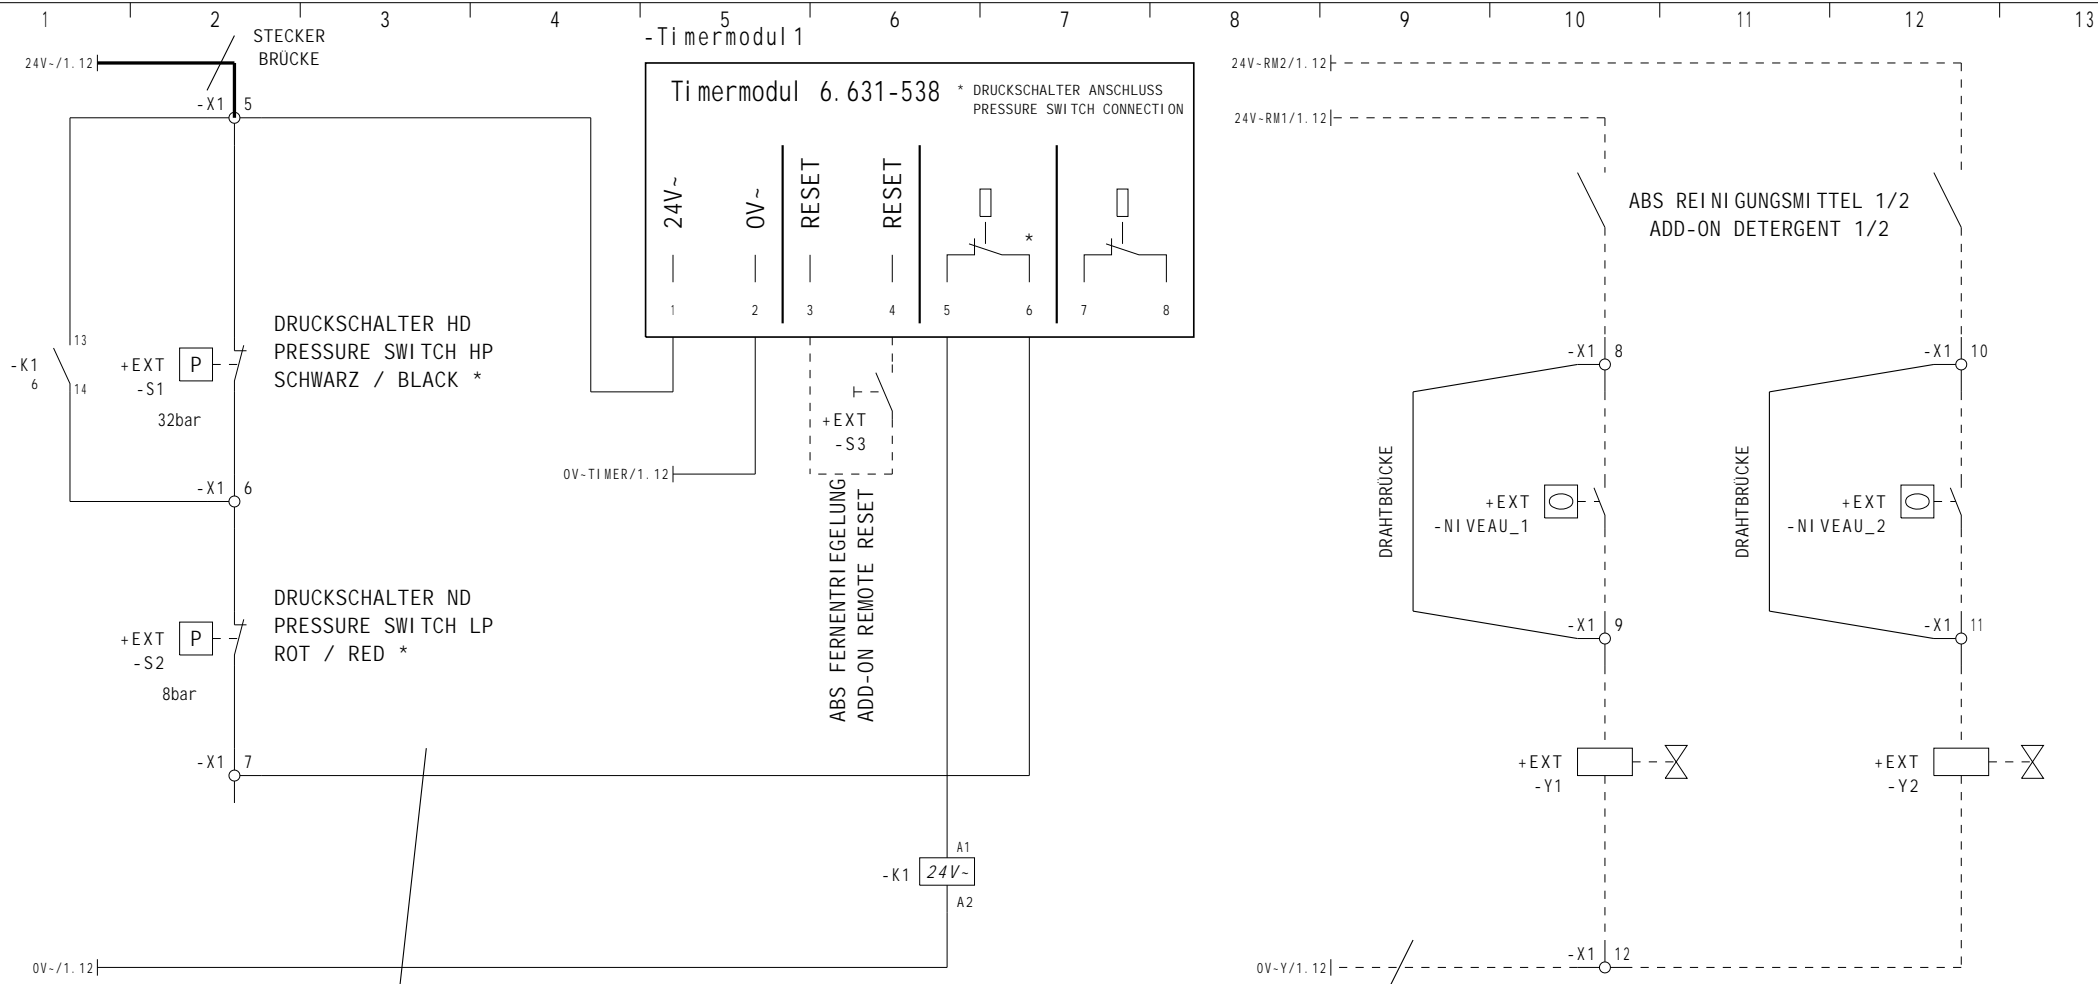 1 2 3 4 5 6 7 8 9 10 11 12 13
STECKER
BRÜCKE
24V~/1.12
-X1 5
-Timermodul1
Timermodul 6.631-538
* DRUCKSCHALTER ANSCHLUSS
PRESSURE SWITCH CONNECTION
24V~
0V~
RESET
RESET
*
1 2 3 4 5 6 7 8
24V~RM2/1.12
24V~RM1/1.12
ABS REINIGUNGSMITTEL 1/2
ADD-ON DETERGENT 1/2
13
-K1
6
14
+EXT
-S1
P
32bar
DRUCKSCHALTER HD
PRESSURE SWITCH HP
SCHWARZ / BLACK *
-X1 6
+EXT
-S2
P
8bar
DRUCKSCHALTER ND
PRESSURE SWITCH LP
ROT / RED *
-X1 7
0V~TIMER/1.12
+EXT
-S3
ABS FERNENTRIEGELUNG
ADD-ON REMOTE RESET
A1
-K1 24V~
A2
0V~/1.12
-X1 8
DRAHTBRÜCKE
+EXT
-NIVEAU_1
-X1 9
+EXT
-Y1
-X1 10
DRAHTBRÜCKE
+EXT
-NIVEAU_2
-X1 11
+EXT
-Y2
0V~Y/1.12
-X1 12